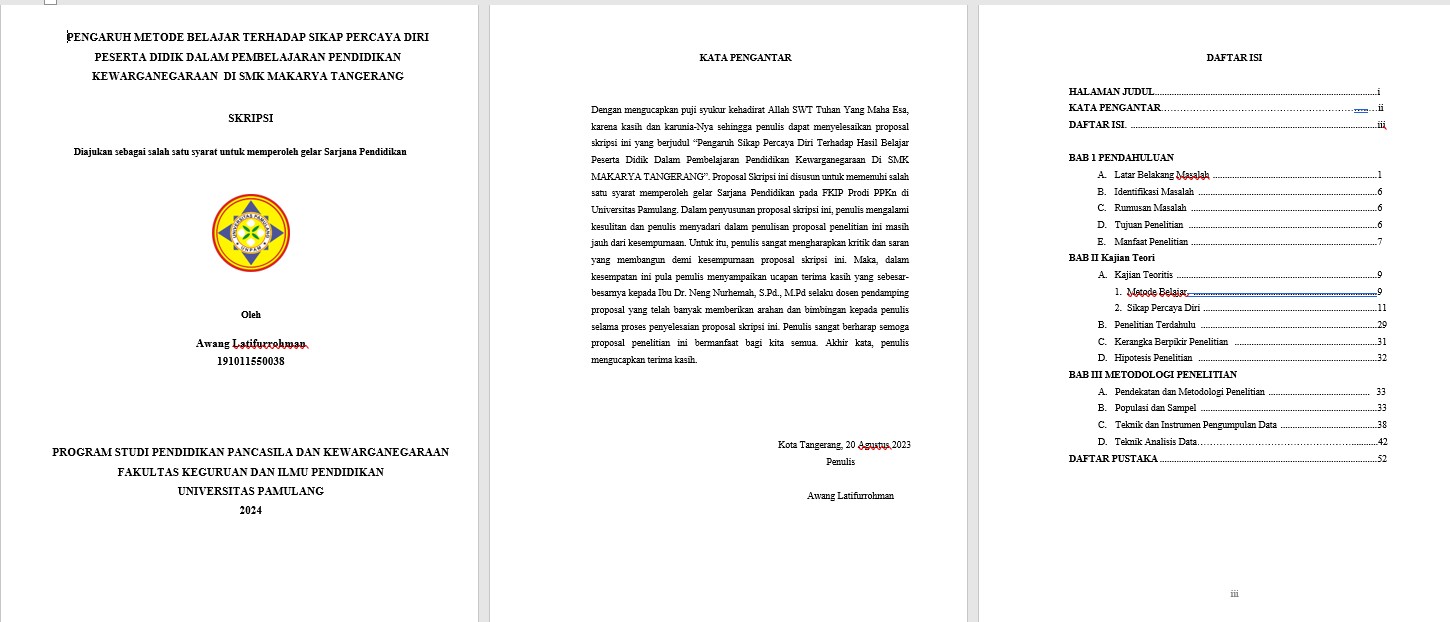 PENGARUH METODE BELAJAR TERHADAP SIKAP PERCAYA DIRI
PESERTA DIDIK DALAM PEMBELAJARAN PENDIDIKAN
KEWARGANEGARAAN DI SMK MAKARYA TANGERANG
SKRIPSI
Diajukan sebagai salah satu syarat untuk memperoleh gelar Sarjana Pendidikan
UNIVERSITAS PAMULANG
UNPAM
Oleh
Awang Latifurrohman
191011550038
PROGRAM STUDI PENDIDIKAN PANCASILA DAN KEWARGANEGARAAN
FAKULTAS KEGURUAN DAN ILMU PENDIDIKAN
UNIVERSITAS PAMULANG
2024
KATA PENGANTAR
Dengan mengucapkan puji syukur kehadirat Allah SWT Tuhan Yang Maha Esa,
karena kasih dan karunia-Nya sehingga penulis dapat menyelesaikan proposal
skripsi ini yang berjudul “Pengaruh Sikap Percaya Diri Terhadap Hasil Belajar
Peserta Didik Dalam Pembelajaran Pendidikan Kewarganegaraan Di SMK
MAKARYA TANGERANG”. Proposal Skripsi ini disusun untuk memenuhi salah
satu syarat memperoleh gelar Sarjana Pendidikan pada FKIP Prodi PPKn di
Universitas Pamulang. Dalam penyusunan proposal skripsi ini, penulis mengalami
kesulitan dan penulis menyadari dalam penulisan proposal penelitian ini masih
jauh dari kesempurnaan. Untuk itu, penulis sangat mengharapkan kritik dan saran
yang membangun demi kesempurnaan proposal skripsi ini. Maka, dalam
kesempatan ini pula penulis menyampaikan ucapan terima kasih yang sebesar-
besarnya kepada Ibu Dr. Neng Nurhemah, S.Pd., M.Pd selaku dosen pendamping
proposal yang telah banyak memberikan arahan dan bimbingan kepada penulis
selama proses penyelesaian proposal skripsi ini. Penulis sangat berharap semoga
proposal penelitian ini bermanfaat bagi kita semua. Akhir kata, penulis
mengucapkan terima kasih.
Kota Tangerang, 20 Agustus 2023
Penulis
Awang Latifurrohman
DAFTAR ISI
HALAMAN JUDUL i
KATA PENGANTAR ii
DAFTAR ISI. iii
BAB 1 PENDAHULUAN
A. Latar Belakang Masalah 1
B. Identifikasi Masalah 6
C. Rumusan Masalah 6
D. Tujuan Penelitian 6
E. Manfaat Penelitian 7
BAB II Kajian Teori
A. Kajian Teoritis 9
1. Metode Belajar 9
2. Sikap Percaya Diri 11
B. Penelitian Terdahulu 29
C. Kerangka Berpikir Penelitian 31
D. Hipotesis Penelitian 32
BAB III METODOLOGI PENELITIAN
A. Pendekatan dan Metodologi Penelitian 33
B. Populasi dan Sampel 33
C. Teknik dan Instrumen Pengumpulan Data 38
D. Teknik Analisis Data 42
DAFTAR PUSTAKA 52
iii